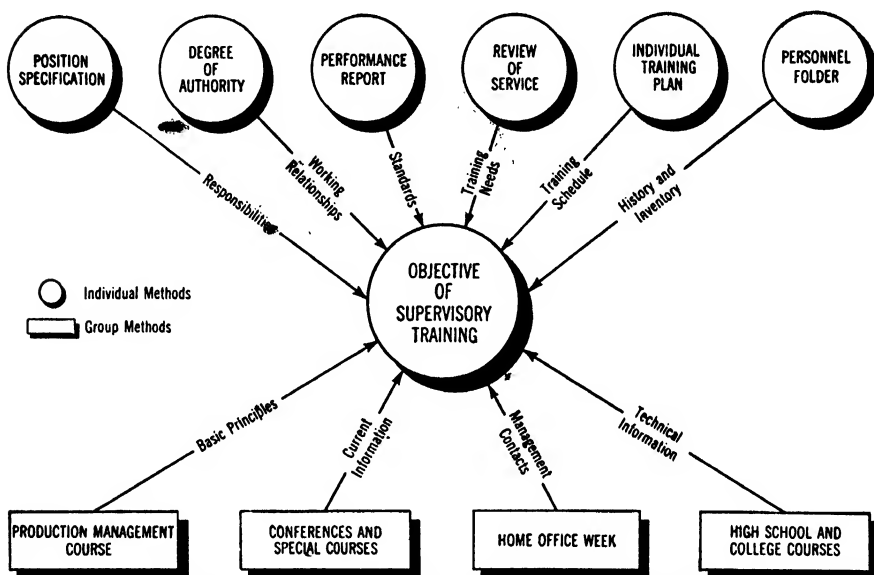 POSITION
SPECIFICATION
DEGREE
OF
AUTHORITY
PERFORMANCE
REPORT
REVIEW
OF
SERVICE
INDIVIDUAL
TRAINING
PLAN
PERSONNEL
FOLDER
Responsibilities
Working
Relationships
Standards
Training
Needs
Training
Schedule
History and
Inventory
OBJECTIVE
OF
SUPERVISORY
TRAINING
Individual Methods
Group Methods
Basic Principles
Current
Information
Management
Contacts
Technical
Information
PRODUCTION MANAGEMENT
COURSE
CONFERENCES AND
SPECIAL COURSES
HOME OFFICE WEEK
HIGH SCHOOL AND
COLLEGE COURSES